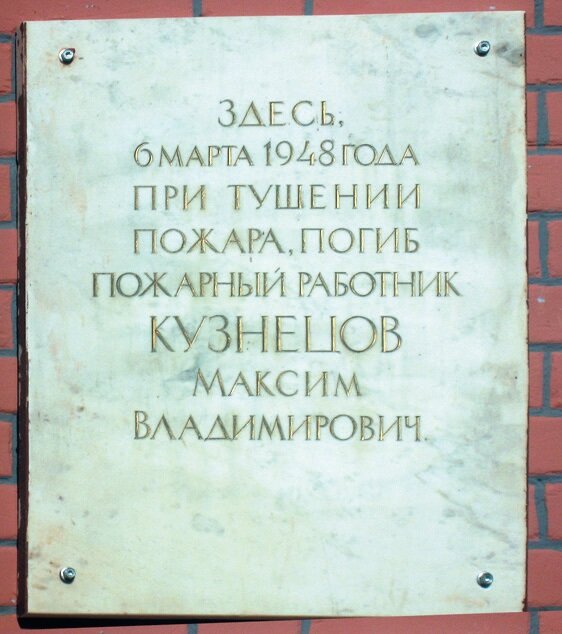 ЗДЕСЬ,
6 МАРТА 1948 ГОДА
ПРИ ТУШЕНИИ
ПОЖАРА, ПОГИБ
ПОЖАРНЫЙ РАБОТНИК
КУЗНЕЦОВ
МАКСИМ
ВЛАДИМИРОВИЧ.